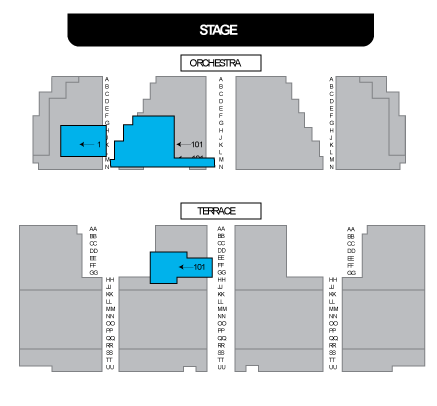 STAGE
ORCHESTRA
A A A
B B B
C C C
D D D
E E E
F F F
G G G
H H H
J J J
1 K 101 K K
L L L
M M M
N N N
TERRACE
AA AA AA
BB BB BB
CC CC CC
DD DD DD
EE EE EE
FF 101 FF FF
GG GG GG
HH HH HH
JJ JJ JJ
KK KK KK
LL LL LL
MM MM MM
NN NN NN
OO OO OO
PP PP PP
QQ QQ QQ
RR RR RR
SS SS SS
TT TT TT
UU UU UU